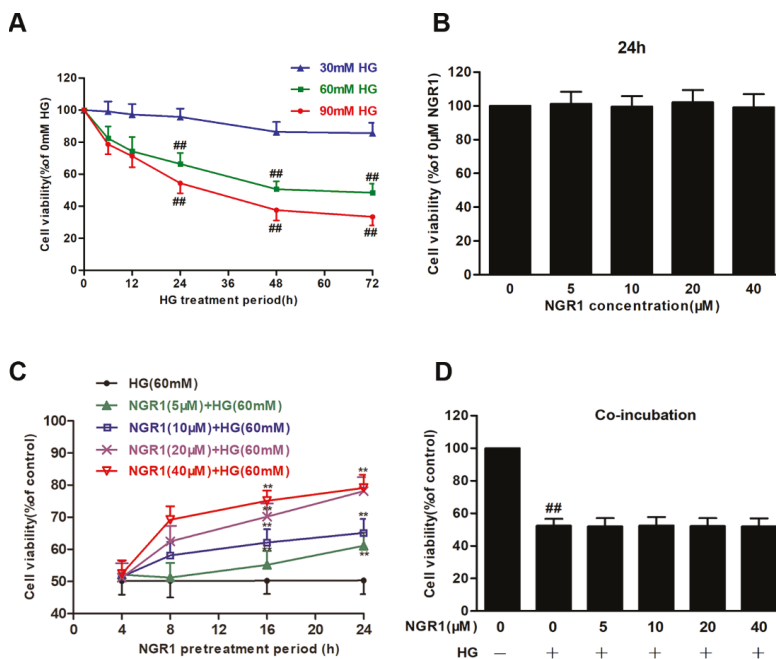 A
30mM HG
60mM HG
90mM HG
Cell viability(%of 0mM HG)
120
100
80
60
40
20
0
##
##
##
##
##
##
0 12 24 36 48 60 72
HG treatment period(h)
B
24h
Cell viability (%of 0μM NGR1)
120
100
80
60
40
20
0
0 5 10 20 40
NGR1 concentration(μM)
C
HG(60mM)
NGR1(5μM)+HG(60mM)
NGR1(10μM)+HG(60mM)
NGR1(20μM)+HG(60mM)
NGR1(40μM)+HG(60mM)
Cell viability(%of control)
100
90
80
70
60
50
40
**
**
**
**
**
**
**
0 4 8 12 16 20 24
NGR1 pretreatment period (h)
D
Co-incubation
Cell viability(%of control)
120
100
80
60
40
20
0
##
NGR1(μM) 0 0 5 10 20 40
HG — + + + + +